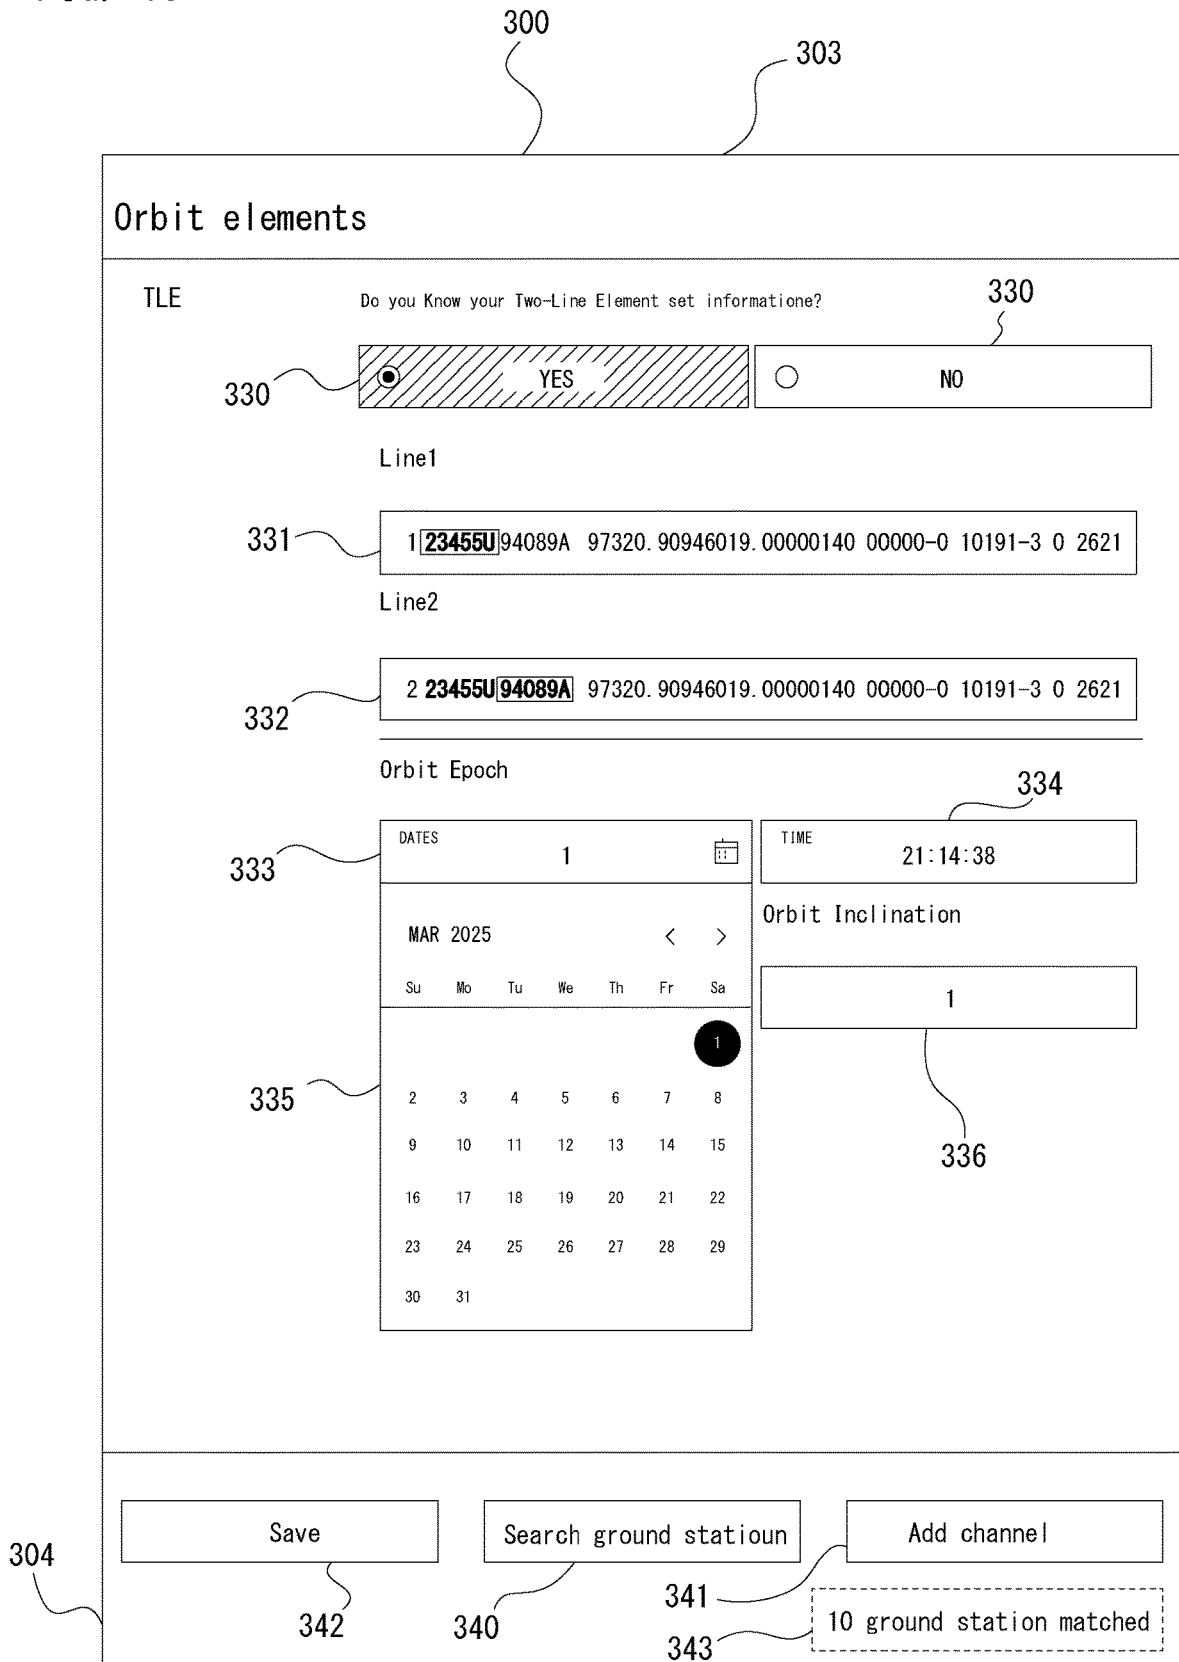 300
303
Orbit elements
TLE
Do you Know your Two-Line Element set informatione?
330
330
YES
NO
Line1
331
1 23455U 94089A 97320.90946019.00000140 00000-0 10191-3 0 2621
Line2
332
2 23455U 94089A 97320.90946019.00000140 00000-0 10191-3 0 2621
Orbit Epoch
334
333
DATES
1
TIME
21:14:38
Orbit Inclination
MAR 2025 < >
Su Mo Tu We Th Fr Sa
1
1
335
2 3 4 5 6 7 8
336
9 10 11 12 13 14 15
16 17 18 19 20 21 22
23 24 25 26 27 28 29
30 31
304
Save
Search ground statioun
Add channel
342
340
341
343
10 ground station matched